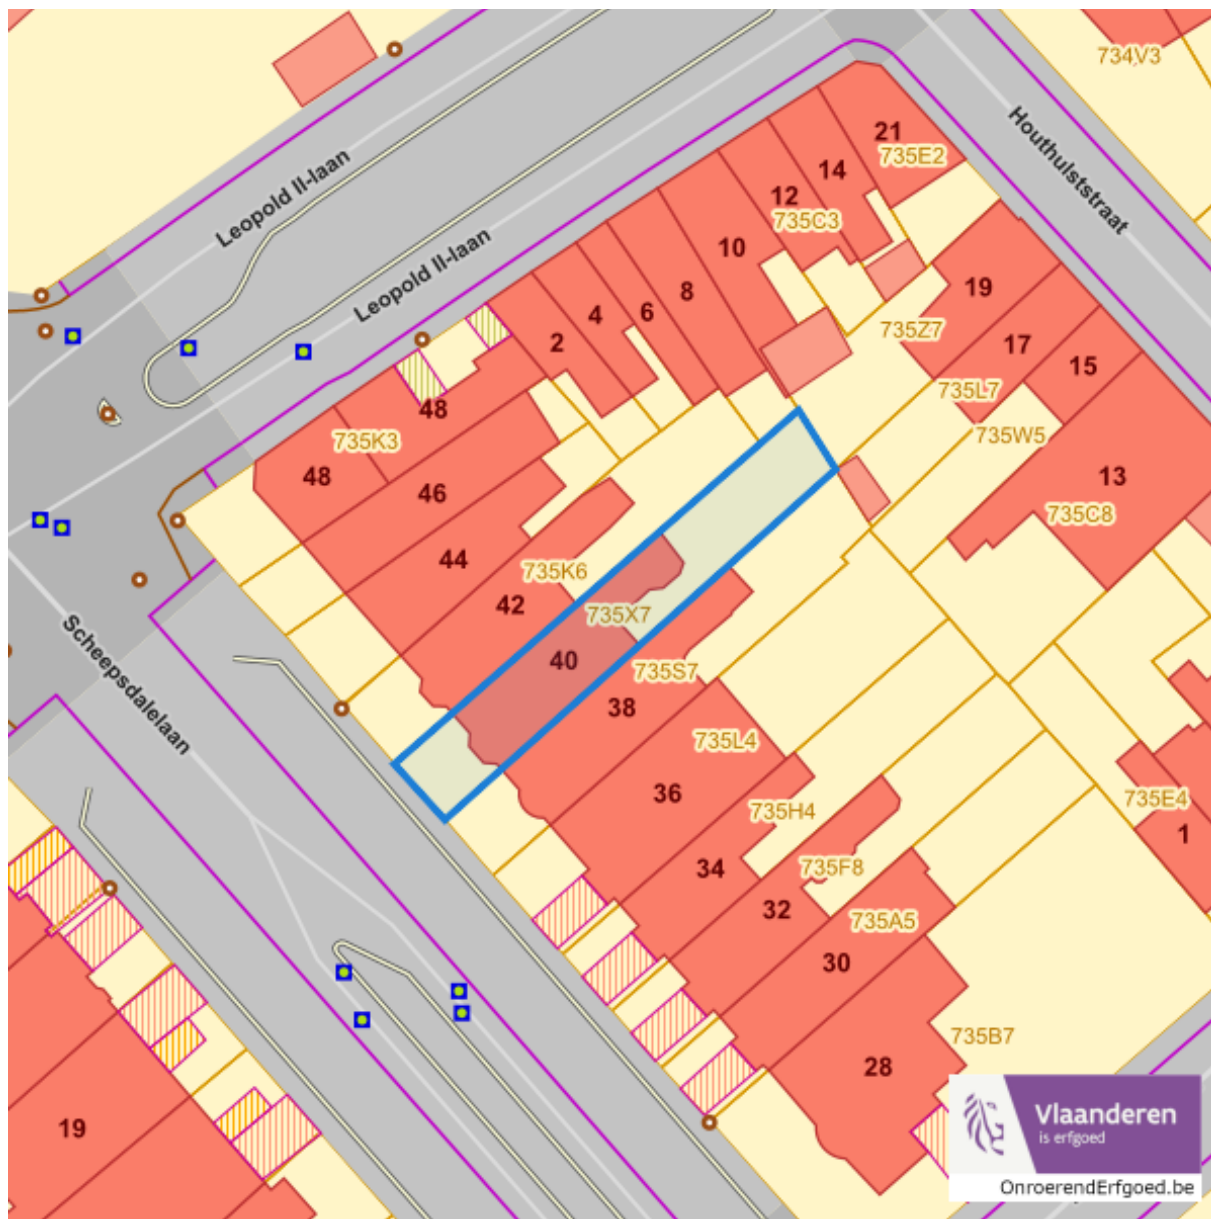 734V3
Houthulststraat
21
735E2
14
12
735C3
Leopold II-laan
10
Leopold II-laan
8
19
6
4
735Z7
2
17
15
735L7
48
735W5
735K3
48
46
13
735C8
44
735K6
42
735X7
Scheepsdalelaan
40
735S7
38
735L4
36
735H4
735E4
1
34
735F8
32
735A5
30
735B7
28
19
Vlaanderen
is erfgoed
OnroerendErfgoed.be